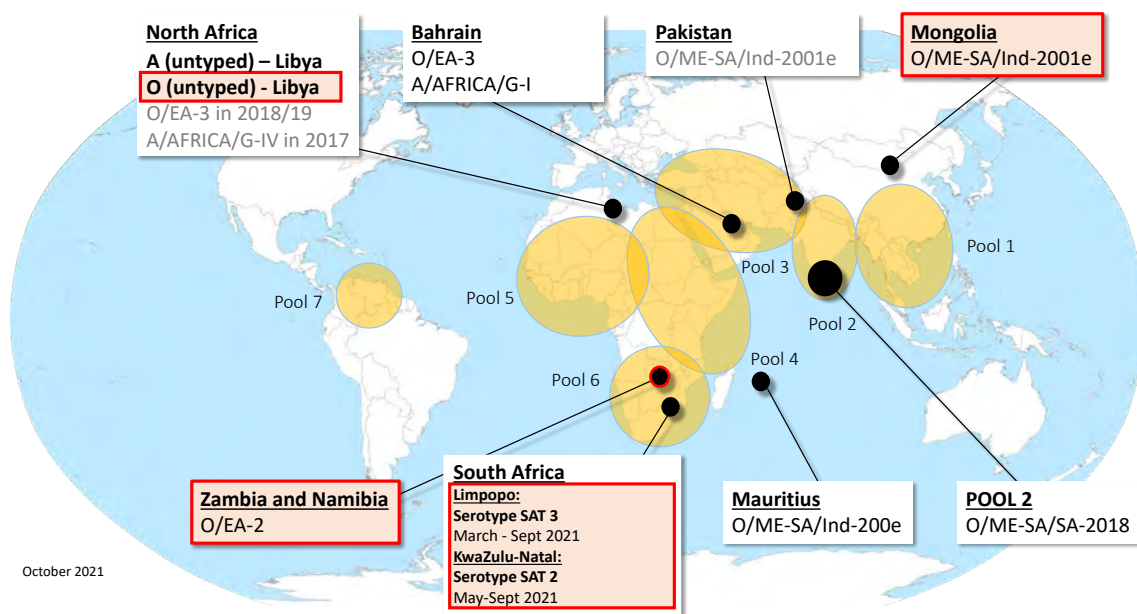 North Africa
A (untyped) – Libya
O (untyped) - Libya
O/EA-3 in 2018/19
A/AFRICA/G-IV in 2017
Bahrain
O/EA-3
A/AFRICA/G-I
Pakistan
O/ME-SA/Ind-2001e
Mongolia
O/ME-SA/Ind-2001e
Pool 1
Pool 3
Pool 5
Pool 7
Pool 2
Pool 4
Pool 6
Zambia and Namibia
O/EA-2
South Africa
Limpopo:
Serotype SAT 3
March - Sept 2021
KwaZulu-Natal:
Serotype SAT 2
May-Sept 2021
Mauritius
O/ME-SA/Ind-200e
POOL 2
O/ME-SA/SA-2018
October 2021